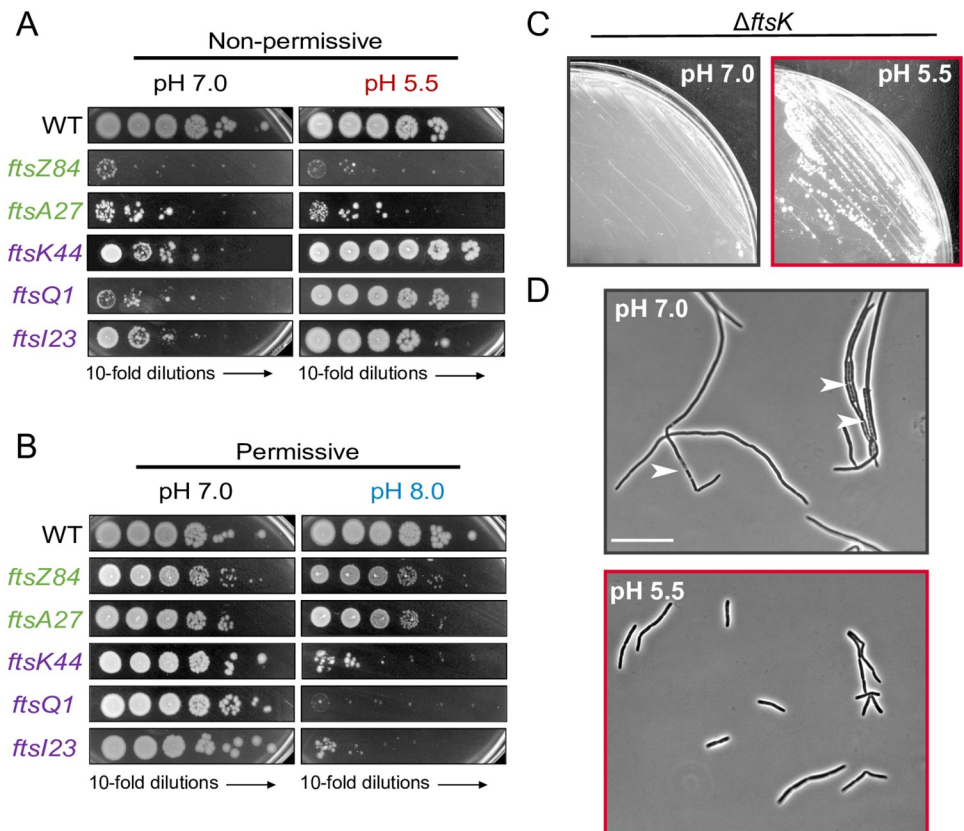 A
Non-permissive
pH 7.0
pH 5.5
WT
ftsZ84
ftsA27
ftsK44
ftsQ1
ftsI23
10-fold dilutions
10-fold dilutions
B
Permissive
pH 7.0
pH 8.0
WT
ftsZ84
ftsA27
ftsK44
ftsQ1
ftsI23
10-fold dilutions
10-fold dilutions
C
ΔftsK
pH 7.0
pH 5.5
D
pH 7.0
pH 5.5